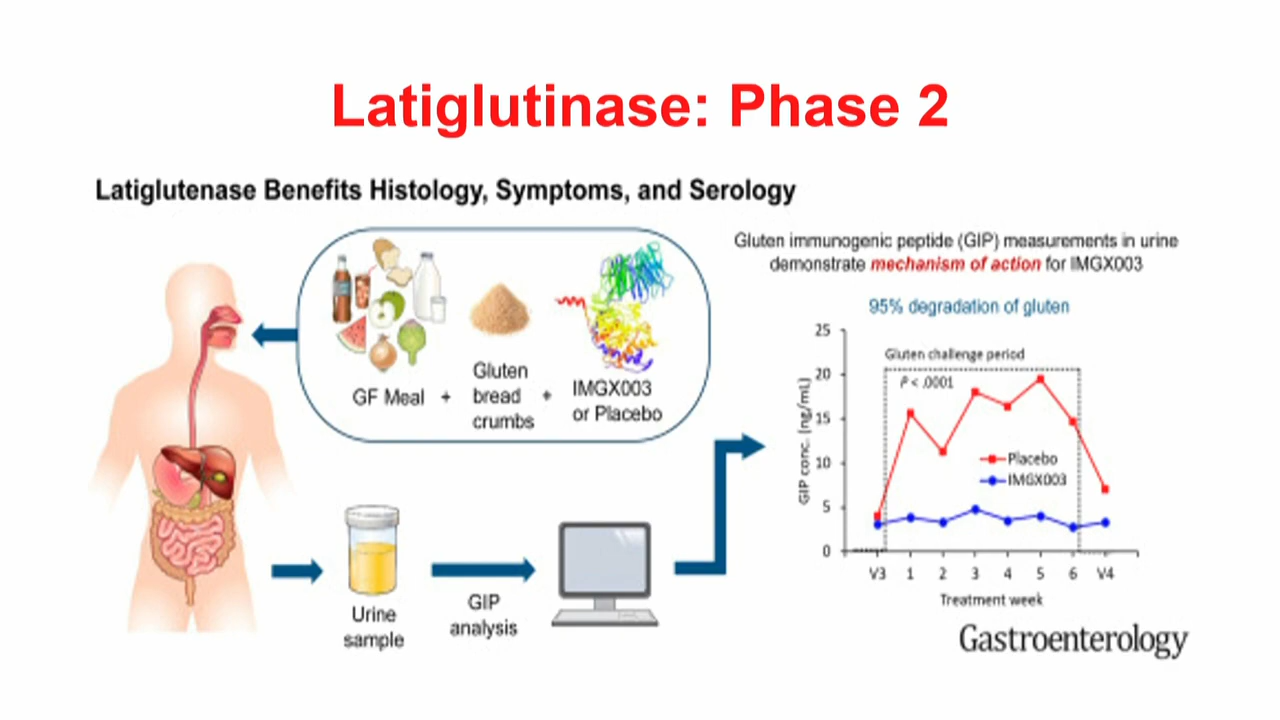 Latiglutinase: Phase 2
Latiglutenase Benefits Histology, Symptoms, and Serology
GF Meal
+
Gluten
bread
crumbs
+
IMGX003
or Placebo
Urine
sample
GIP
analysis
Gluten immunogenic peptide (GIP) measurements in urine
demonstrate mechanism of action for IMGX003
95% degradation of gluten
25
20
15
10
5
0
GIP conc. (ng/mL)
Gluten challenge period
P < .0001
Placebo
IMGX003
V3 1 2 3 4 5 6 V4
Treatment week
Gastroenterology